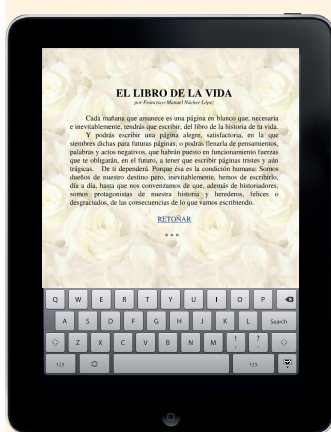 EL LIBRO DE LA VIDA
por Francisco-Manuel Nácher López
Cada mañana que amanece es una página en blanco que, necesaria
e inevitablemente, tendrás que escribir, del libro de la historia de tu vida.
Y podrás escribir una página alegre, satisfactoria, en la que
siembres dichas para futuras páginas, o podrás llenarla de pensamientos,
palabras y actos negativos, que habrán puesto en funcionamiento fuerzas
que te obligarán, en el futuro, a tener que escribir páginas tristes y aún
trágicas. De ti dependerá. Porque ésa es la condición humana: Somos
dueños de nuestro destino pero, inevitablemente, hemos de escribirlo,
día a día, hasta que nos convenzamos de que, además de historiadores,
somos protagonistas de nuestra historia y herederos, felices o
desgraciados, de las consecuencias de lo que vamos escribiendo.
RETOÑAR
* * *
Q W E R T Y U I O P
A S D F G H J K L Search
Z X C V B N M ! , ? .
123 123